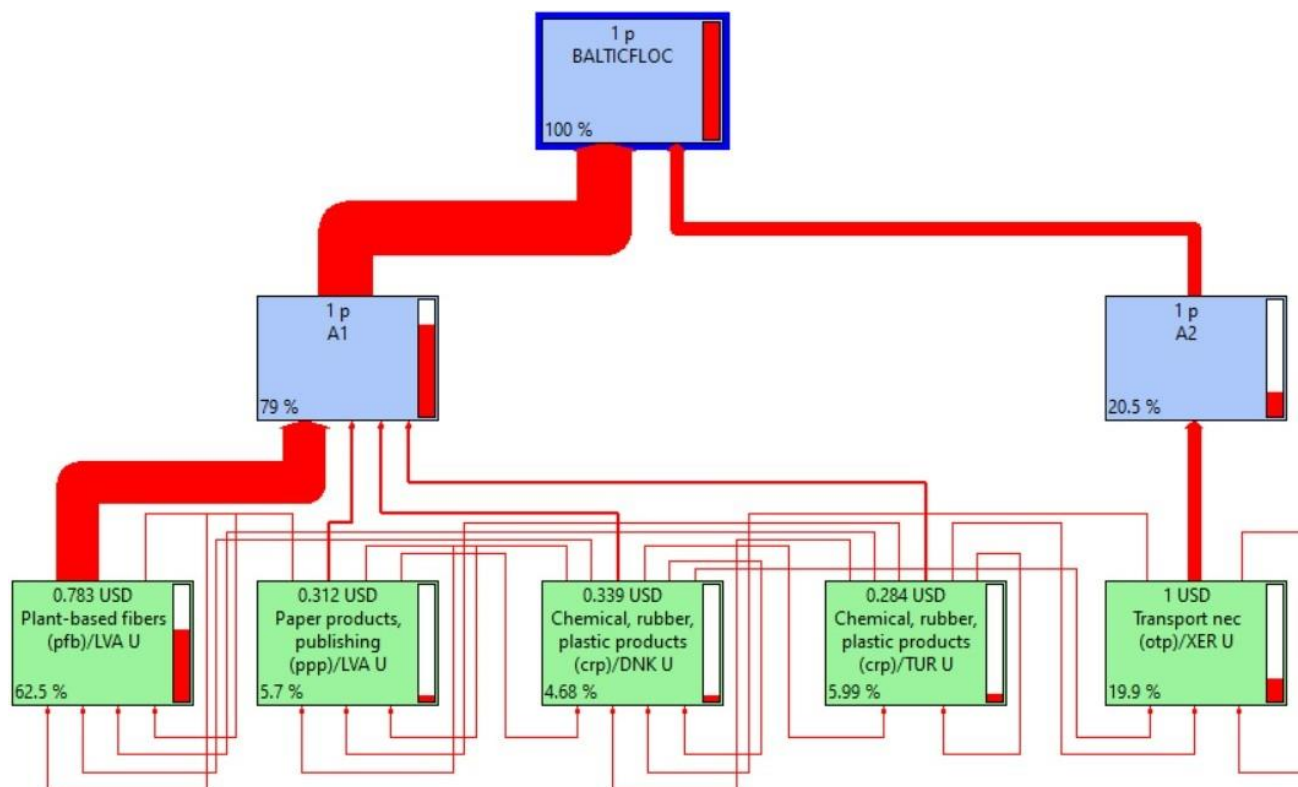 1 p
BALTICFLOC
100 %
1 p
A1
79 %
1 p
A2
20.5 %
0.783 USD
Plant-based fibers
(pfb)/LVA U
62.5 %
0.312 USD
Paper products,
publishing
(ppp)/LVA U
5.7 %
0.339 USD
Chemical, rubber,
plastic products
(crp)/DNK U
4.68 %
0.284 USD
Chemical, rubber,
plastic products
(crp)/TUR U
5.99 %
1 USD
Transport nec
(otp)/XER U
19.9 %